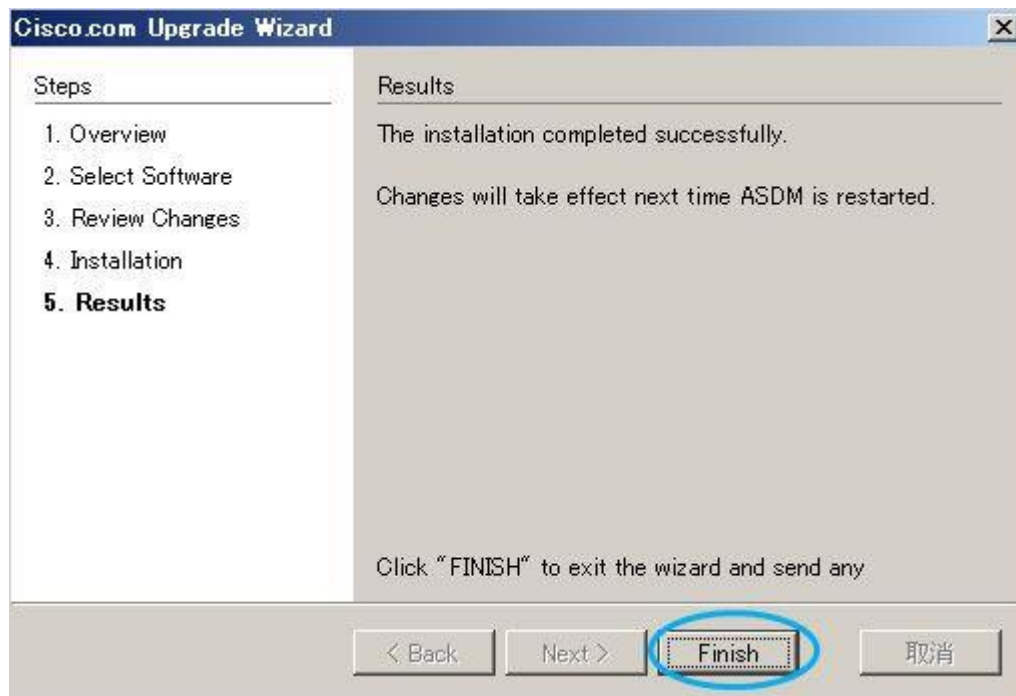 Cisco.com Upgrade Wizard
Steps
1. Overview
2. Select Software
3. Review Changes
4. Installation
5. Results
Results
The installation completed successfully.
Changes will take effect next time ASDM is restarted.
Click "FINISH" to exit the wizard and send any
< Back
Next >
Finish
取消